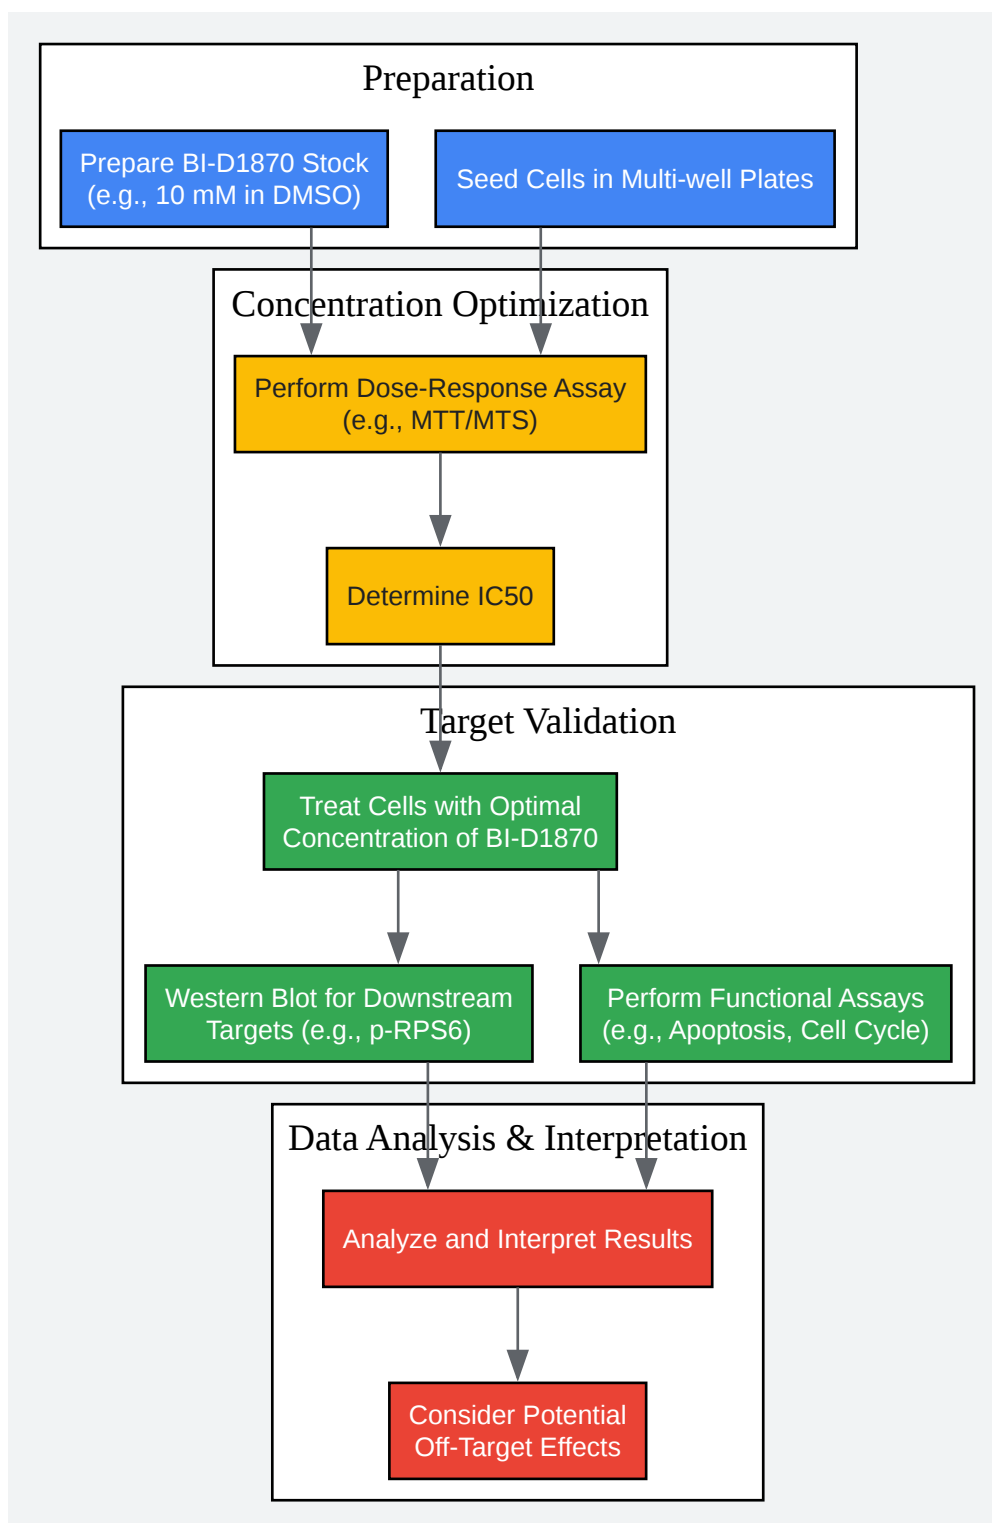 Preparation
Prepare BI-D1870 Stock
(e.g., 10 mM in DMSO)
Seed Cells in Multi-well Plates
Concentration Optimization
Perform Dose-Response Assay
(e.g., MTT/MTS)
Determine IC50
Target Validation
Treat Cells with Optimal
Concentration of BI-D1870
Western Blot for Downstream
Targets (e.g., p-RPS6)
Perform Functional Assays
(e.g., Apoptosis, Cell Cycle)
Data Analysis & Interpretation
Analyze and Interpret Results
Consider Potential
Off-Target Effects